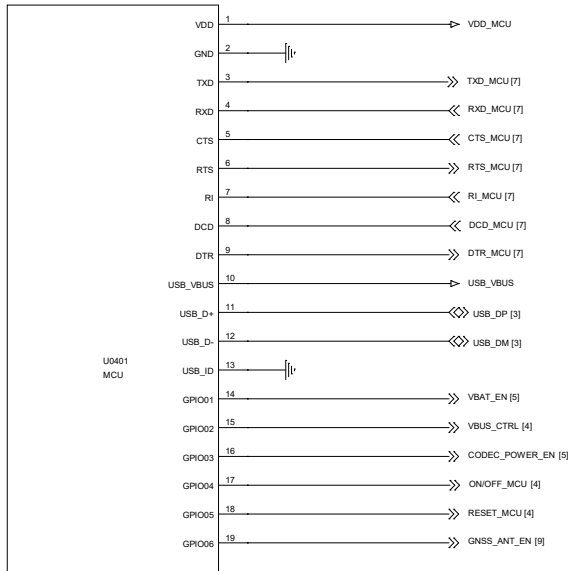 VDD 1 VDD_MCU
GND 2
TXD 3 TXD_MCU [7]
RXD 4 RXD_MCU [7]
CTS 5 CTS_MCU [7]
RTS 6 RTS_MCU [7]
RI 7 RI_MCU [7]
DCD 8 DCD_MCU [7]
DTR 9 DTR_MCU [7]
USB_VBUS 10 USB_VBUS
USB_D+ 11 USB_DP [3]
USB_D- 12 USB_DM [3]
U0401
MCU
USB_ID 13
GPIO01 14 VBAT_EN [5]
GPIO02 15 VBUS_CTRL [4]
GPIO03 16 CODEC_POWER_EN [5]
GPIO04 17 ON/OFF_MCU [4]
GPIO05 18 RESET_MCU [4]
GPIO06 19 GNSS_ANT_EN [9]